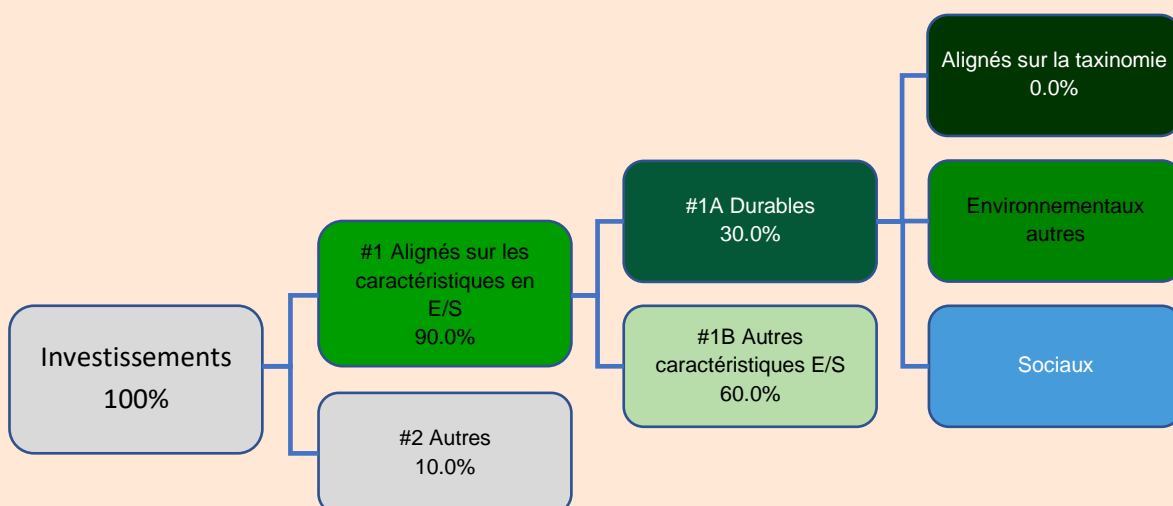 Investissements
100%
#1 Alignés sur les
caractéristiques en
E/S
90.0%
#2 Autres
10.0%
#1A Durables
30.0%
#1B Autres
caractéristiques E/S
60.0%
Alignés sur la taxinomie
0.0%
Environnementaux
autres
Sociaux